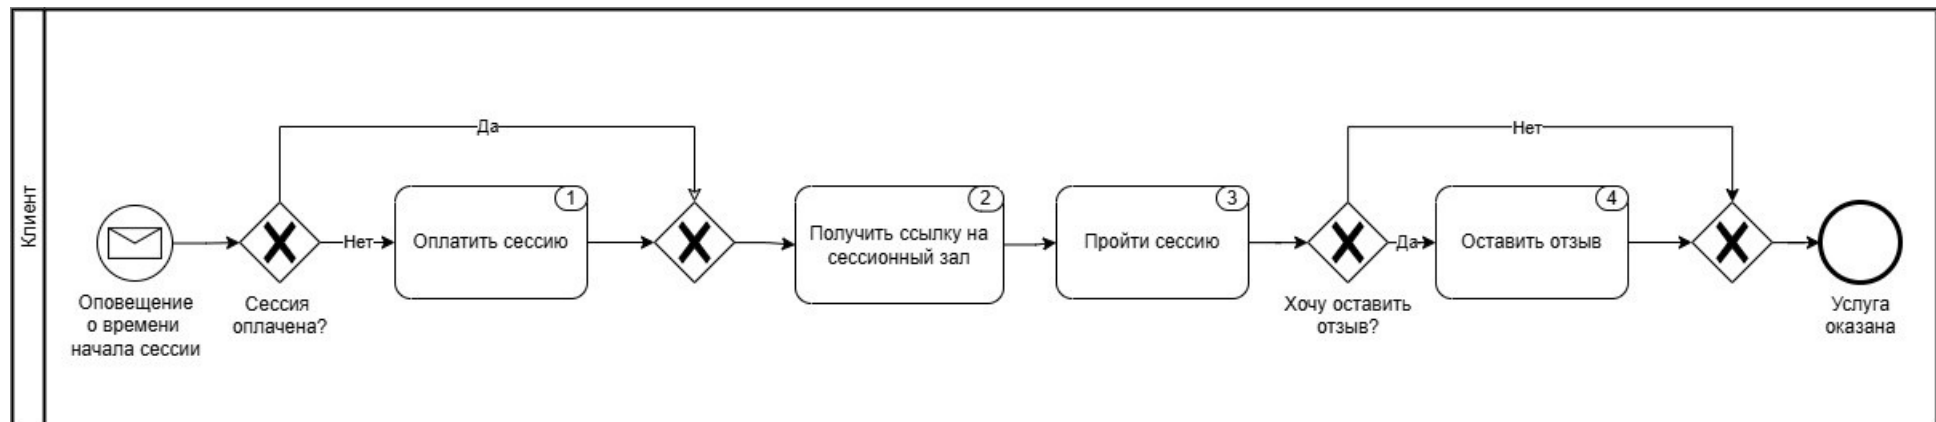 Клиент
Оповещение
о времени
начала сессии
Сессия
оплачена?
Да
Нет
1
Оплатить сессию
2
Получить ссылку на
сессионный зал
3
Пройти сессию
Хочу оставить
отзыв?
Нет
Да
4
Оставить отзыв
Услуга
оказана